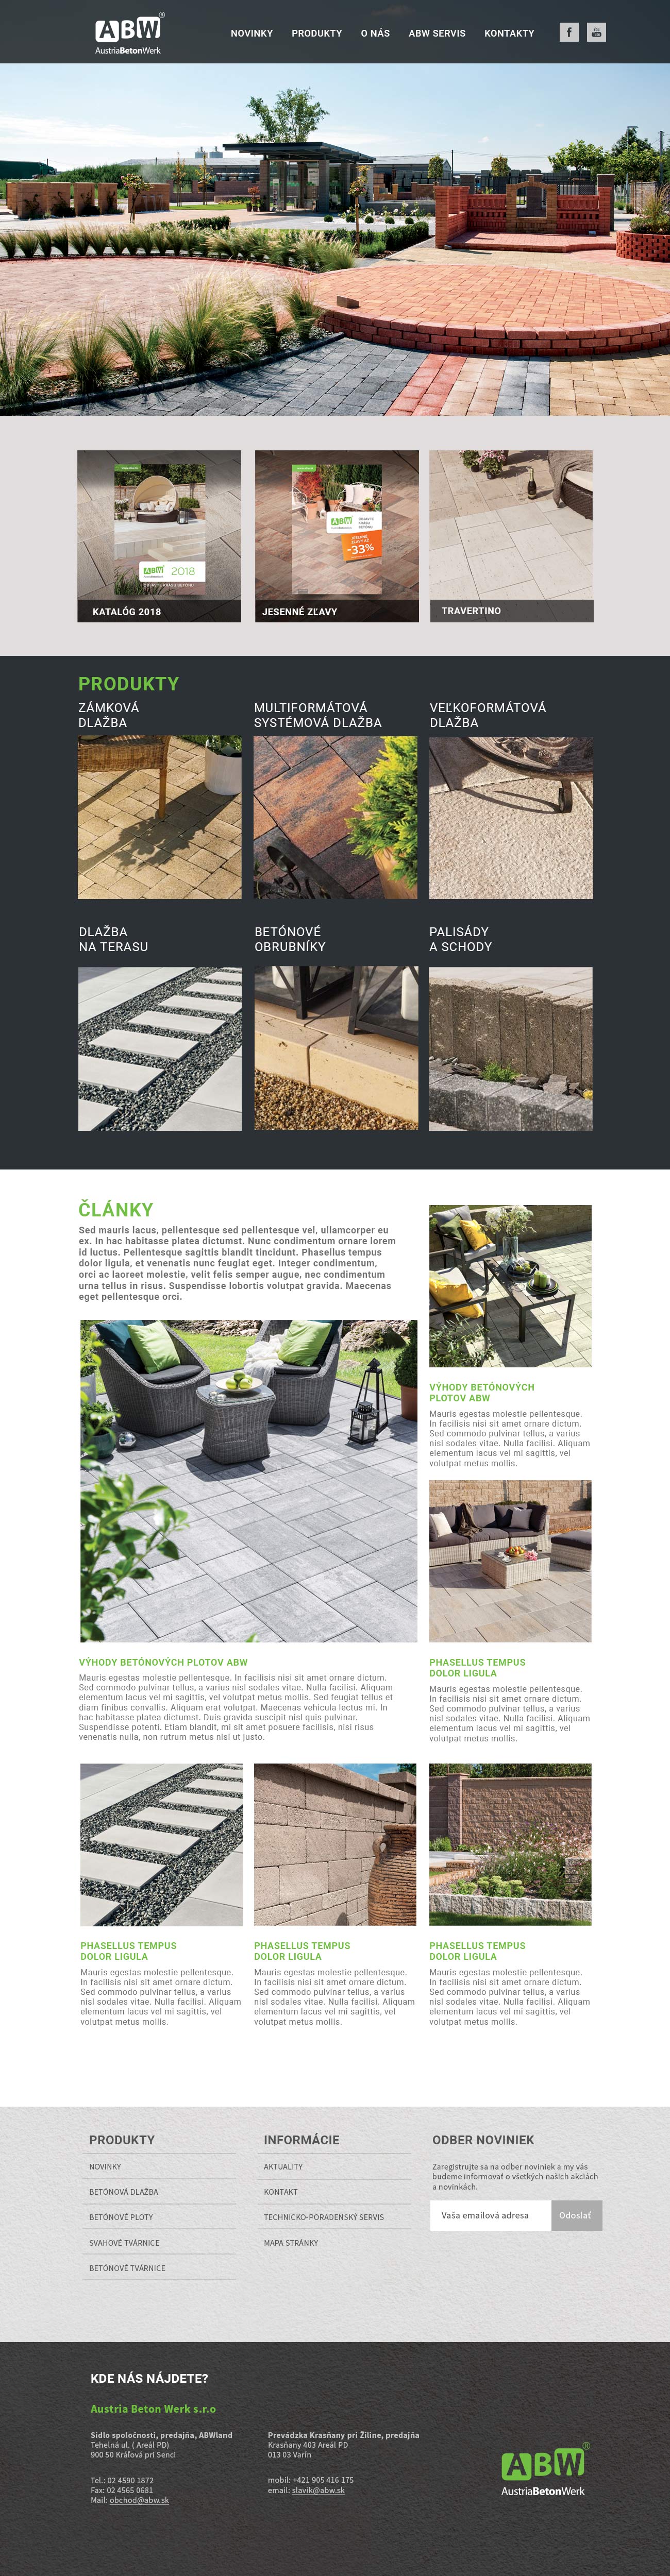 ABW®
AustriaBetonWerk
NOVINKY PRODUKTY O NÁS ABW SERVIS KONTAKTY
f You
ABW
2018
KATALÓG 2018
ABW
JESENNÉ
ZĽAVY AŽ
-33%
JESENNÉ ZĽAVY
TRAVERTINO
PRODUKTY
ZÁMKOVÁ
DLAŽBA
MULTIFORMÁTOVÁ
SYSTÉMOVÁ DLAŽBA
VEĽKOFORMÁTOVÁ
DLAŽBA
DLAŽBA
NA TERASU
BETÓNOVÉ
OBRUBNÍKY
PALISÁDY
A SCHODY
ČLÁNKY
Sed mauris lacus, pellentesque sed pellentesque vel, ullamcorper eu
ex. In hac habitasse platea dictumst. Nunc condimentum ornare lorem
id luctus. Pellentesque sagittis blandit tincidunt. Phasellus tempus
dolor ligula, et venenatis nunc feugiat eget. Integer condimentum,
orci ac laoreet molestie, velit felis semper augue, nec condimentum
urna tellus in risus. Suspendisse lobortis volutpat gravida. Maecenas
eget pellentesque orci.
VÝHODY BETÓNOVÝCH
PLOTOV ABW
Mauris egestas molestie pellentesque.
In facilisis nisi sit amet ornare dictum.
Sed commodo pulvinar tellus, a varius
nisl sodales vitae. Nulla facilisi. Aliquam
elementum lacus vel mi sagittis, vel
volutpat metus mollis.
VÝHODY BETÓNOVÝCH PLOTOV ABW
Mauris egestas molestie pellentesque. In facilisis nisi sit amet ornare dictum.
Sed commodo pulvinar tellus, a varius nisl sodales vitae. Nulla facilisi. Aliquam
elementum lacus vel mi sagittis, vel volutpat metus mollis. Sed feugiat tellus et
diam finibus convallis. Aliquam erat volutpat. Maecenas vehicula lectus mi. In
hac habitasse platea dictumst. Duis gravida suscipit nisl quis pulvinar.
Suspendisse potenti. Etiam blandit, mi sit amet posuere facilisis, nisi risus
venenatis nulla, non rutrum metus nisi ut justo.
PHASELLUS TEMPUS
DOLOR LIGULA
Mauris egestas molestie pellentesque.
In facilisis nisi sit amet ornare dictum.
Sed commodo pulvinar tellus, a varius
nisl sodales vitae. Nulla facilisi. Aliquam
elementum lacus vel mi sagittis, vel
volutpat metus mollis.
PHASELLUS TEMPUS
DOLOR LIGULA
Mauris egestas molestie pellentesque.
In facilisis nisi sit amet ornare dictum.
Sed commodo pulvinar tellus, a varius
nisl sodales vitae. Nulla facilisi. Aliquam
elementum lacus vel mi sagittis, vel
volutpat metus mollis.
PHASELLUS TEMPUS
DOLOR LIGULA
Mauris egestas molestie pellentesque.
In facilisis nisi sit amet ornare dictum.
Sed commodo pulvinar tellus, a varius
nisl sodales vitae. Nulla facilisi. Aliquam
elementum lacus vel mi sagittis, vel
volutpat metus mollis.
PHASELLUS TEMPUS
DOLOR LIGULA
Mauris egestas molestie pellentesque.
In facilisis nisi sit amet ornare dictum.
Sed commodo pulvinar tellus, a varius
nisl sodales vitae. Nulla facilisi. Aliquam
elementum lacus vel mi sagittis, vel
volutpat metus mollis.
PRODUKTY
NOVINKY
BETÓNOVÁ DLAŽBA
BETÓNOVÉ PLOTY
SVAHOVÉ TVÁRNICE
BETÓNOVÉ TVÁRNICE
INFORMÁCIE
AKTUALITY
KONTAKT
TECHNICKO-PORADENSKÝ SERVIS
MAPA STRÁNKY
ODBER NOVINIEK
Zaregistrujte sa na odber noviniek a my vás
budeme informovať o všetkých našich akciách
a novinkách.
Vaša emailová adresa Odoslať
KDE NÁS NÁJDETE?
Austria Beton Werk s.r.o
Sídlo spoločnosti, predajňa, ABWland
Tehelná ul. ( Areál PD)
900 50 Kráľová pri Senci
Tel.: 02 4590 1872
Fax: 02 4565 0681
Mail: obchod@abw.sk
Prevádzka Krasňany pri Žiline, predajňa
Krasňany 403 Areál PD
013 03 Varín
mobil: +421 905 416 175
email: slavik@abw.sk
ABW®
AustriaBetonWerk